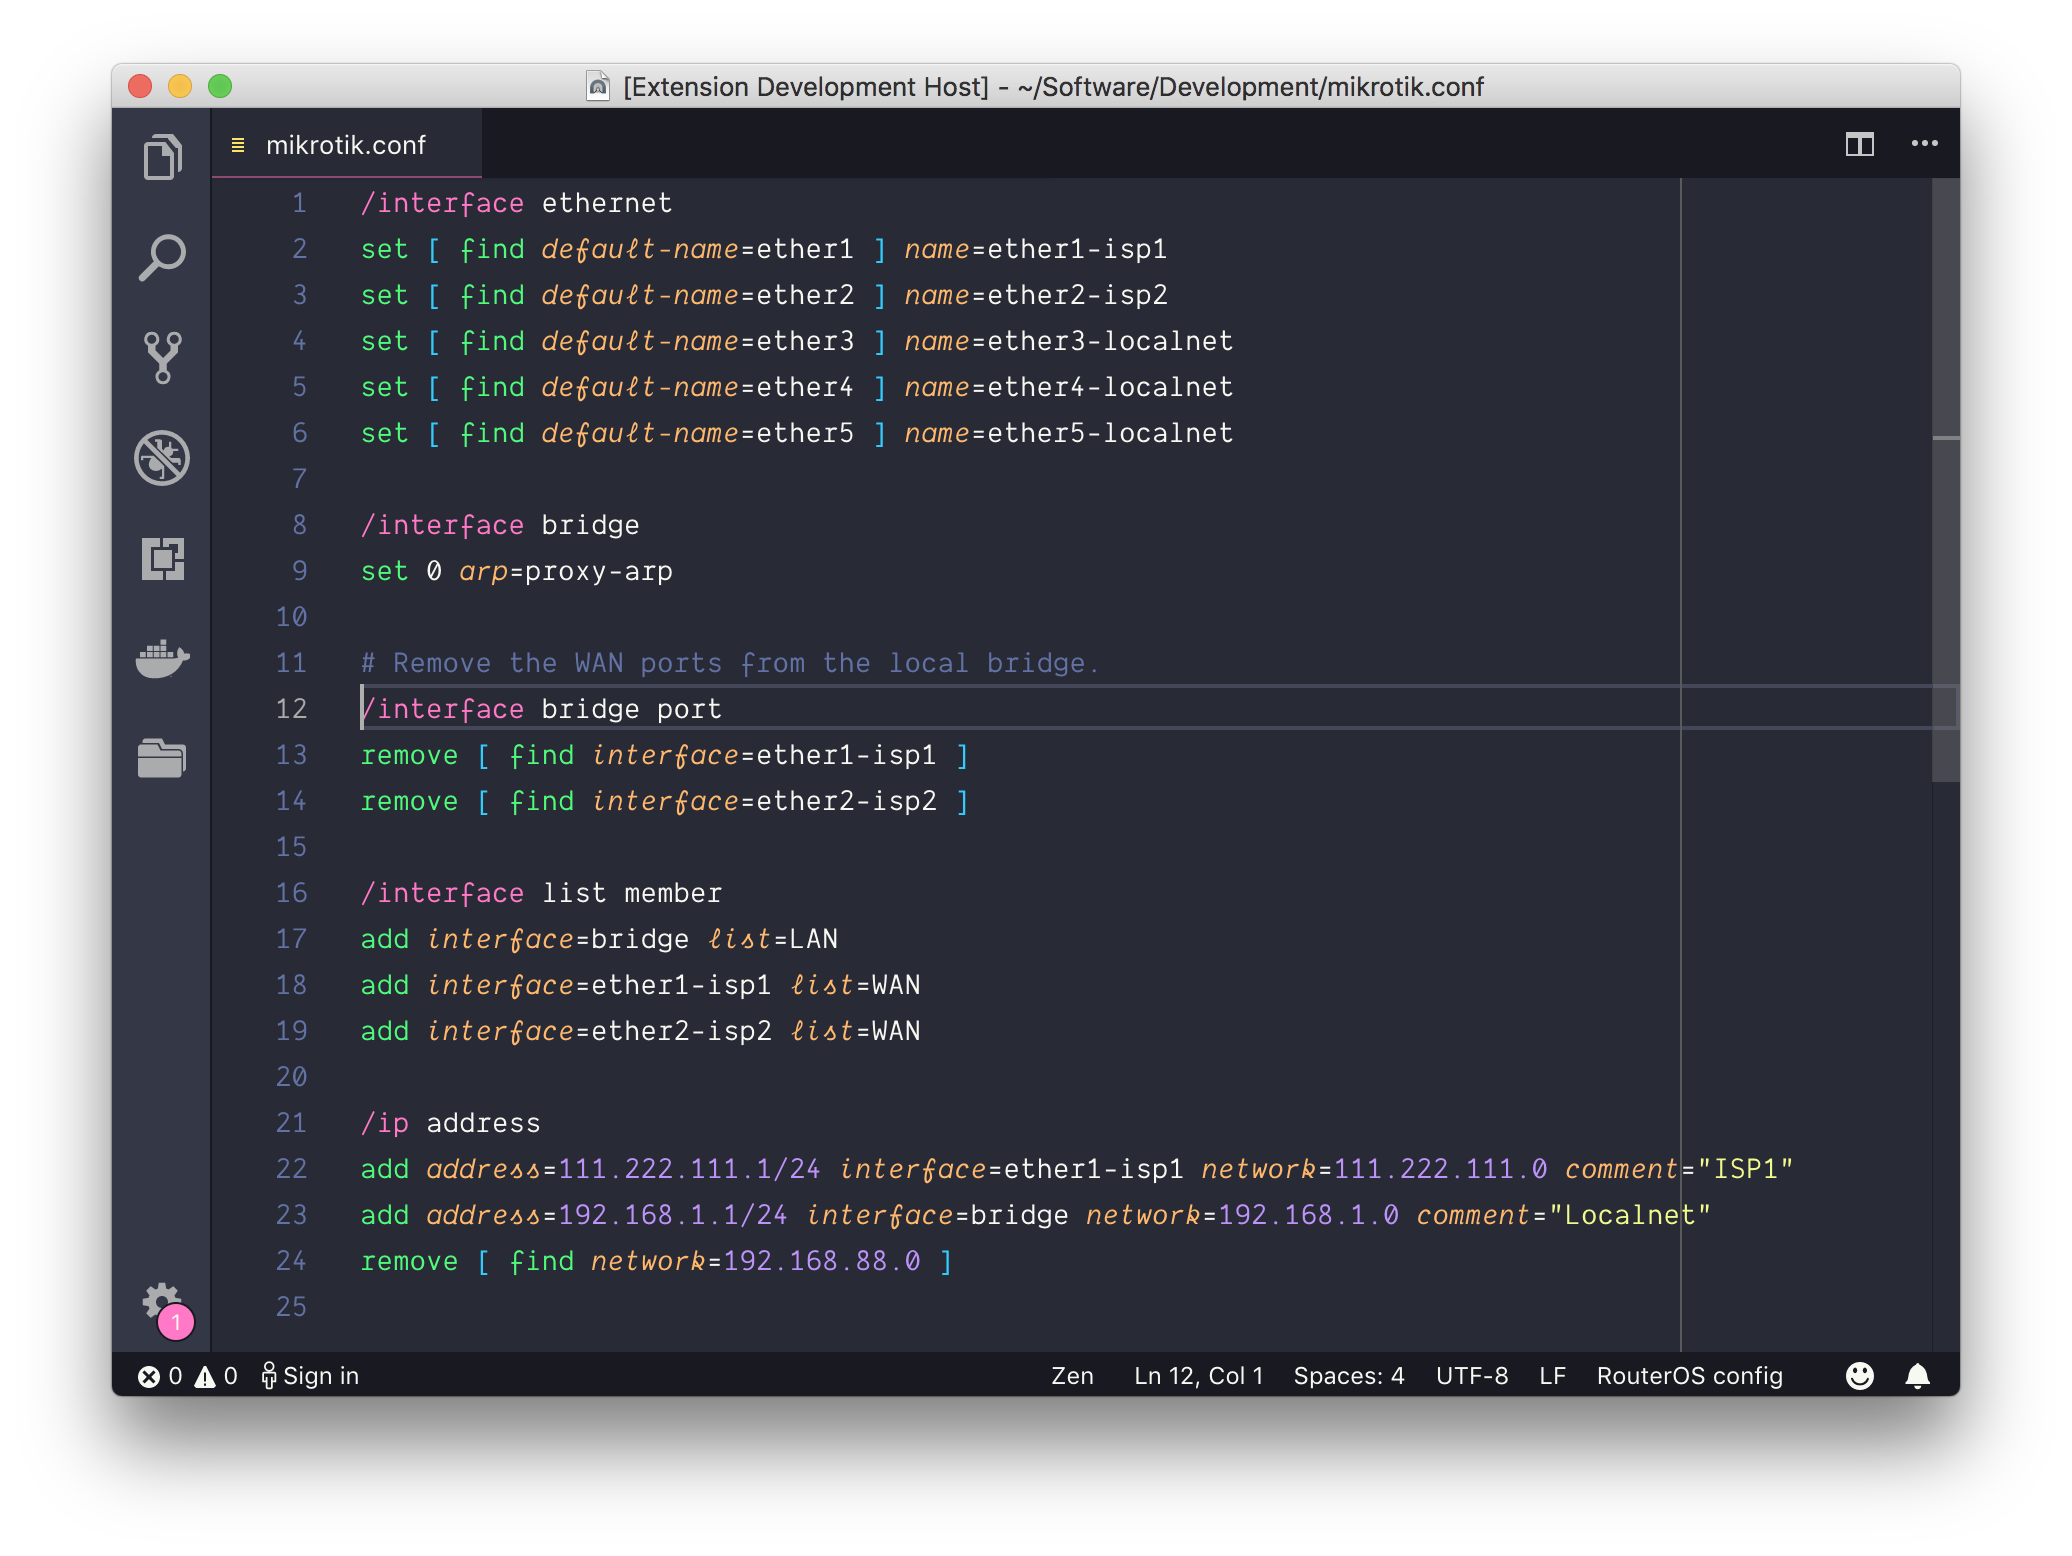 [Extension Development Host] - ~/Software/Development/mikrotik.conf
mikrotik.conf
1 /interface ethernet
2 set [ find default-name=ether1 ] name=ether1-isp1
3 set [ find default-name=ether2 ] name=ether2-isp2
4 set [ find default-name=ether3 ] name=ether3-localnet
5 set [ find default-name=ether4 ] name=ether4-localnet
6 set [ find default-name=ether5 ] name=ether5-localnet
7
8 /interface bridge
9 set 0 arp=proxy-arp
10
11 # Remove the WAN ports from the local bridge.
12 /interface bridge port
13 remove [ find interface=ether1-isp1 ]
14 remove [ find interface=ether2-isp2 ]
15
16 /interface list member
17 add interface=bridge list=LAN
18 add interface=ether1-isp1 list=WAN
19 add interface=ether2-isp2 list=WAN
20
21 /ip address
22 add address=111.222.111.1/24 interface=ether1-isp1 network=111.222.111.0 comment="ISP1"
23 add address=192.168.1.1/24 interface=bridge network=192.168.1.0 comment="Localnet"
24 remove [ find network=192.168.88.0 ]
25
1
0 0 Sign in Zen Ln 12, Col 1 Spaces: 4 UTF-8 LF RouterOS config